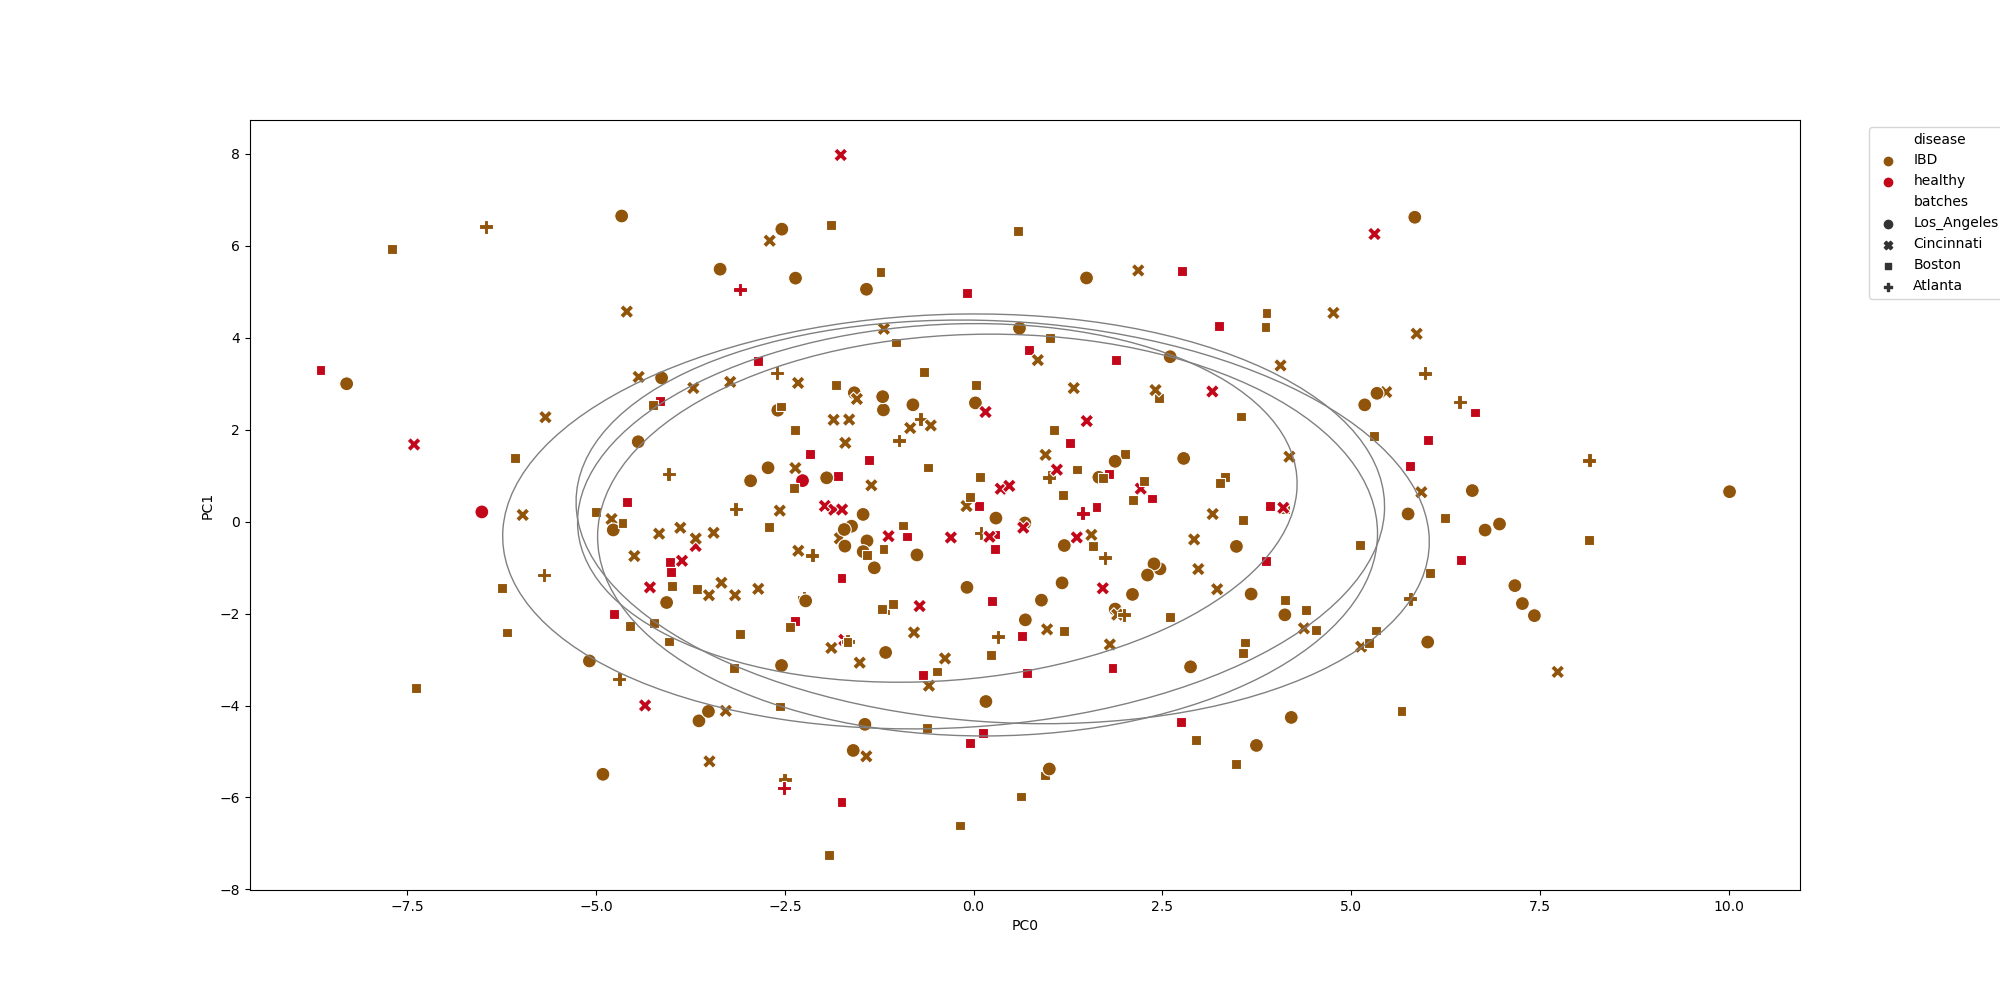 disease
IBD
healthy
batches
Los_Angeles
Cincinnati
Boston
Atlanta
8
6
4
2
0
−2
−4
−6
−8
PC1
−7.5 −5.0 −2.5 0.0 2.5 5.0 7.5 10.0
PC0